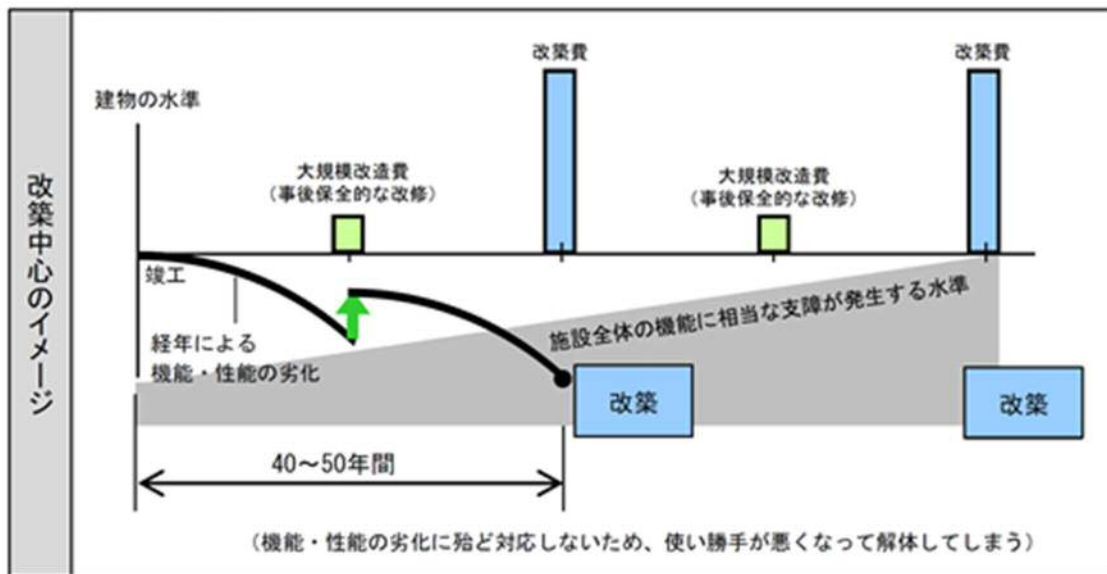 改築中心のイメージ
改築費
改築費
建物の水準
大規模改造費
（事後保全的な改修）
大規模改造費
（事後保全的な改修）
竣工
経年による
機能・性能の劣化
施設全体の機能に相当な支障が発生する水準
改築
改築
40～50年間
（機能・性能の劣化に殆ど対応しないため、使い勝手が悪くなって解体してしまう）